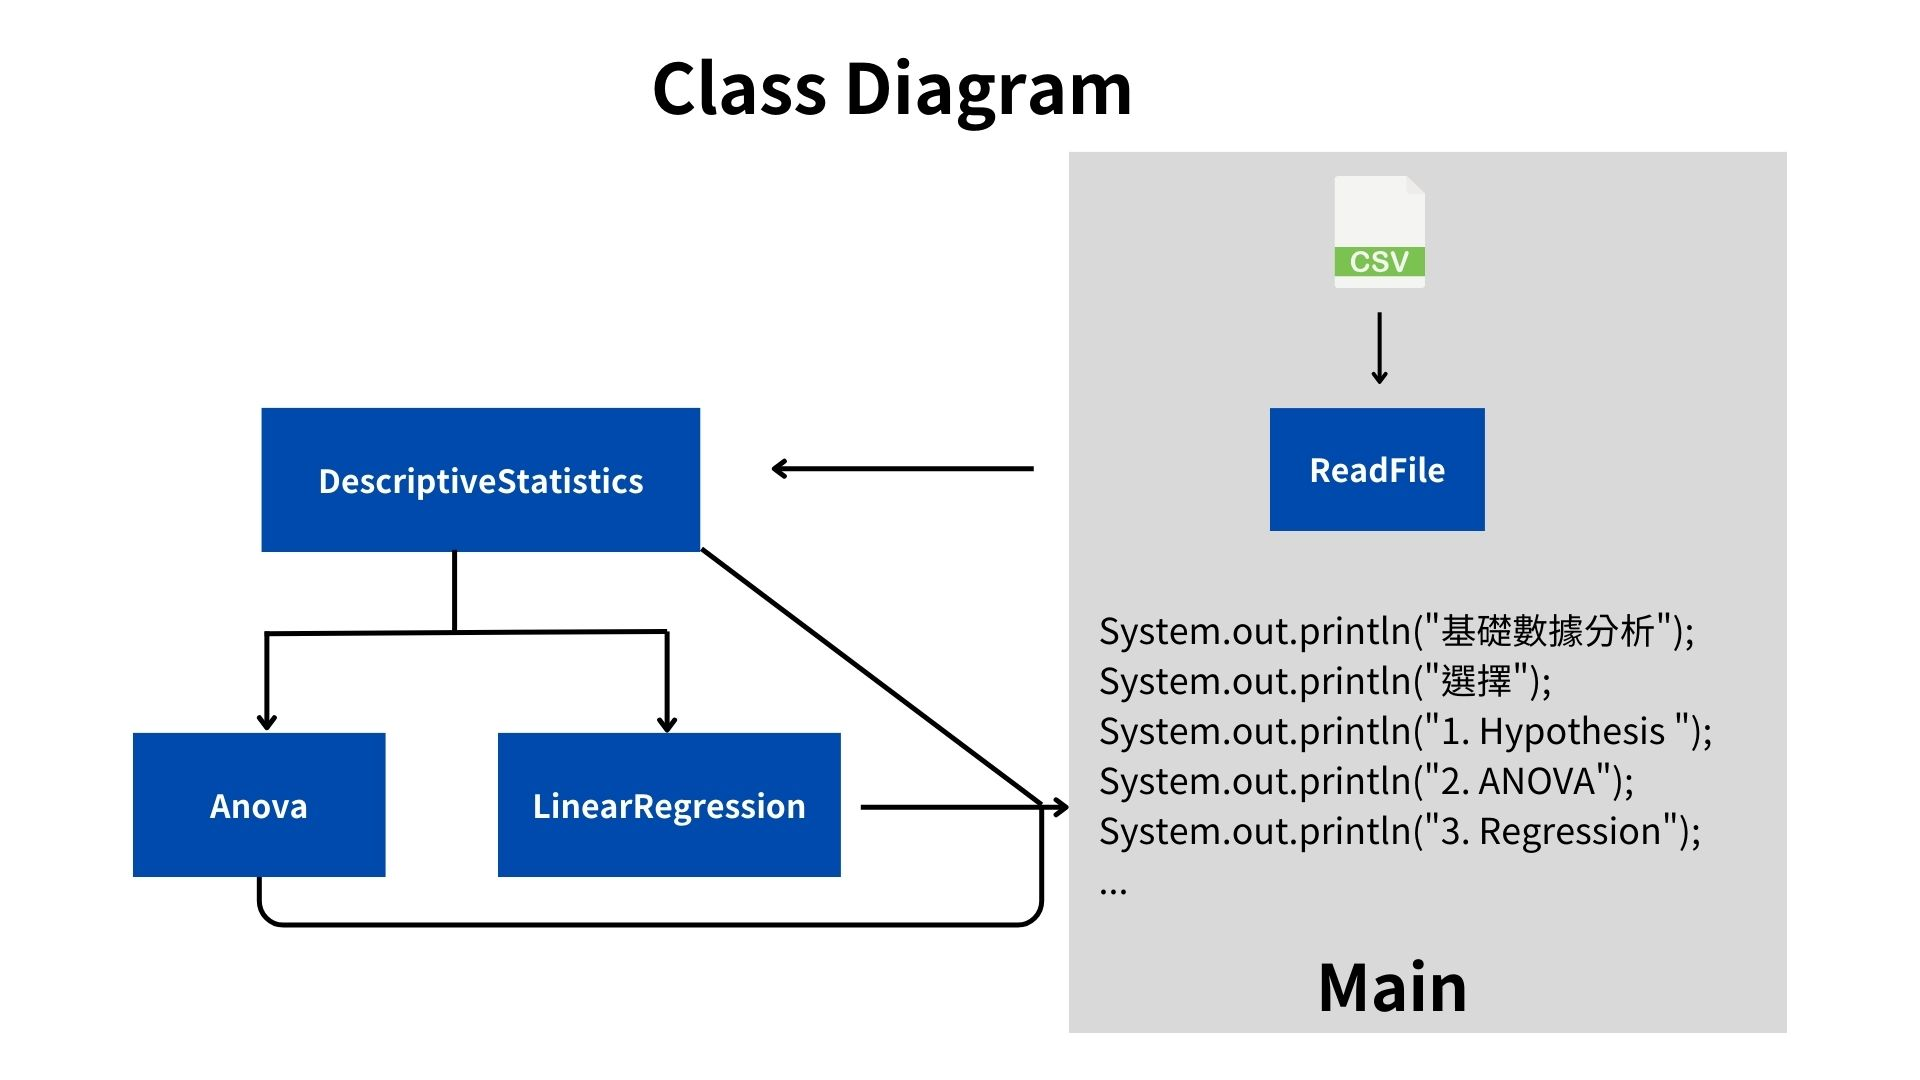 Class Diagram
CSV
ReadFile
DescriptiveStatistics
Anova
LinearRegression
System.out.println("基礎數據分析");
System.out.println("選擇");
System.out.println("1. Hypothesis ");
System.out.println("2. ANOVA");
System.out.println("3. Regression");
...
Main